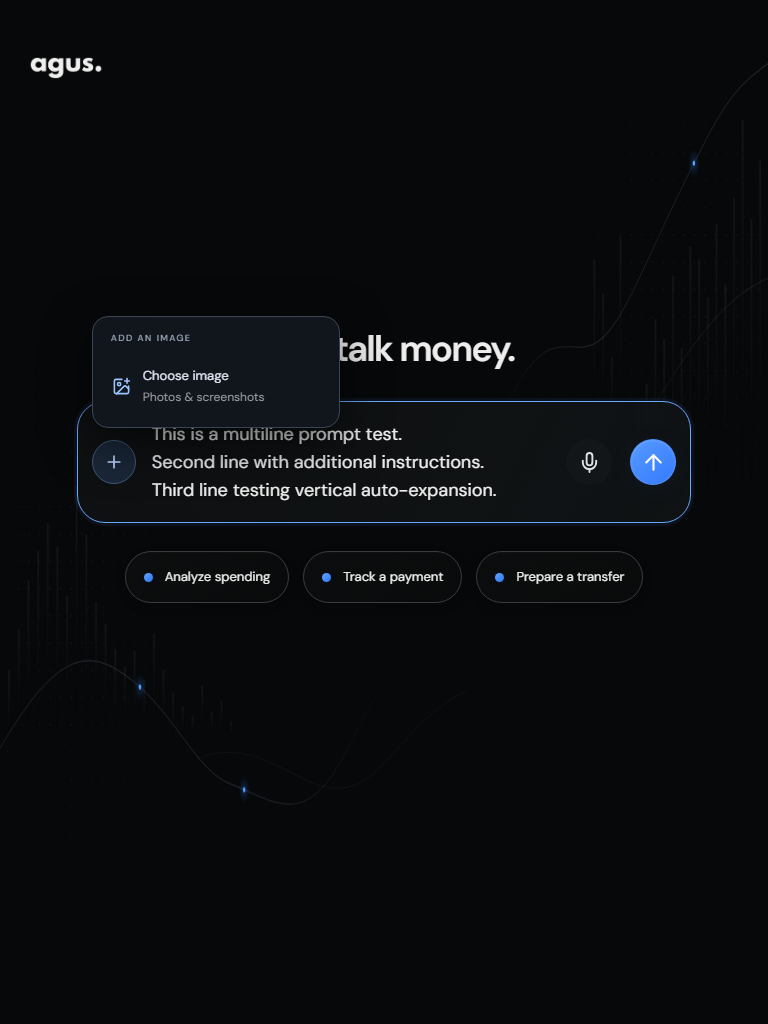 agus.
ADD AN IMAGE
Choose image
Photos & screenshots
talk money.
This is a multiline prompt test.
Second line with additional instructions.
Third line testing vertical auto-expansion.
Analyze spending
Track a payment
Prepare a transfer